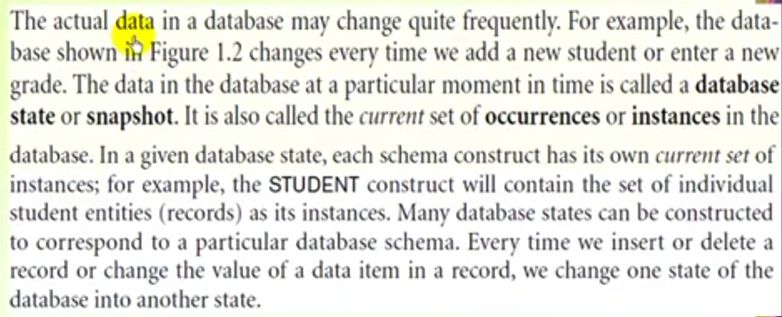 The actual data in a database may change quite frequently. For example, the data-
base shown in Figure 1.2 changes every time we add a new student or enter a new
grade. The data in the database at a particular moment in time is called a database
state or snapshot. It is also called the current set of occurrences or instances in the
database. In a given database state, each schema construct has its own current set of
instances; for example, the STUDENT construct will contain the set of individual
student entities (records) as its instances. Many database states can be constructed
to correspond to a particular database schema. Every time we insert or delete a
record or change the value of a data item in a record, we change one state of the
database into another state.